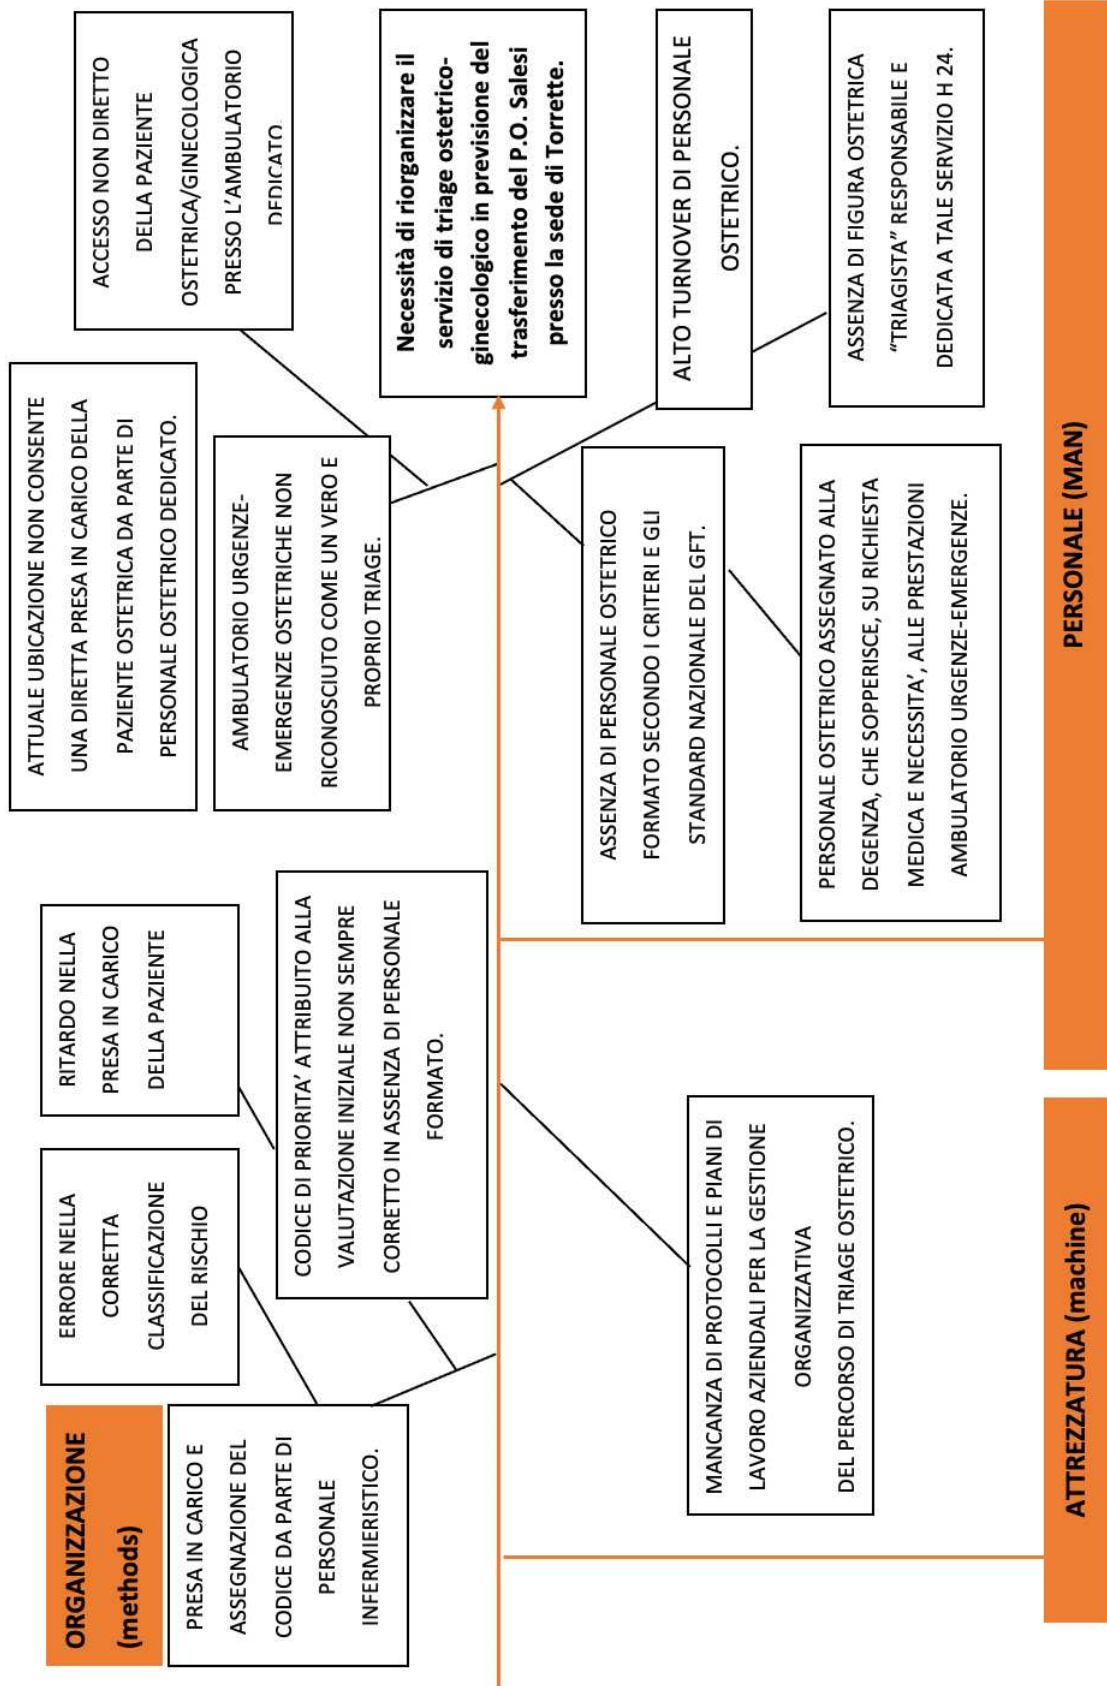 ORGANIZZAZIONE
(methods)
PRESA IN CARICO E
ASSEGNAZIONE DEL
CODICE DA PARTE DI
PERSONALE
INFERMIERISTICO.
ERRORE NELLA
CORRETTA
CLASSIFICAZIONE
DEL RISCHIO
RITARDO NELLA
PRESA IN CARICO
DELLA PAZIENTE
CODICE DI PRIORITA’ ATTRIBUITO ALLA
VALUTAZIONE INIZIALE NON SEMPRE
CORRETTO IN ASSENZA DI PERSONALE
FORMATO.
ATTUALE UBICAZIONE NON CONSENTE
UNA DIRETTA PRESA IN CARICO DELLA
PAZIENTE OSTETRICA DA PARTE DI
PERSONALE OSTETRICO DEDICATO.
AMBULATORIO URGENZE-
EMERGENZE OSTETRICHE NON
RICONOSCIUTO COME UN VERO E
PROPRIO TRIAGE.
ACCESSO NON DIRETTO
DELLA PAZIENTE
OSTETRICA/GINECOLOGICA
PRESSO L’AMBULATORIO
DEDICATO.
Necessità di riorganizzare il
servizio di triage ostetrico-
ginecologico in previsione del
trasferimento del P.O. Salesi
presso la sede di Torrette.
MANCANZA DI PROTOCOLLI E PIANI DI
LAVORO AZIENDALI PER LA GESTIONE
ORGANIZZATIVA
DEL PERCORSO DI TRIAGE OSTETRICO.
ASSENZA DI PERSONALE OSTETRICO
FORMATO SECONDO I CRITERI E GLI
STANDARD NAZIONALE DEL GFT.
PERSONALE OSTETRICO ASSEGNATO ALLA
DEGENZA, CHE SOPPERISCE, SU RICHIESTA
MEDICA E NECESSITA’, ALLE PRESTAZIONI
AMBULATORIO URGENZE-EMERGENZE.
ALTO TURNOVER DI PERSONALE
OSTETRICO.
ASSENZA DI FIGURA OSTETRICA
“TRIAGISTA” RESPONSABILE E
DEDICATA A TALE SERVIZIO H 24.
ATTREZZATURA (machine)
PERSONALE (MAN)